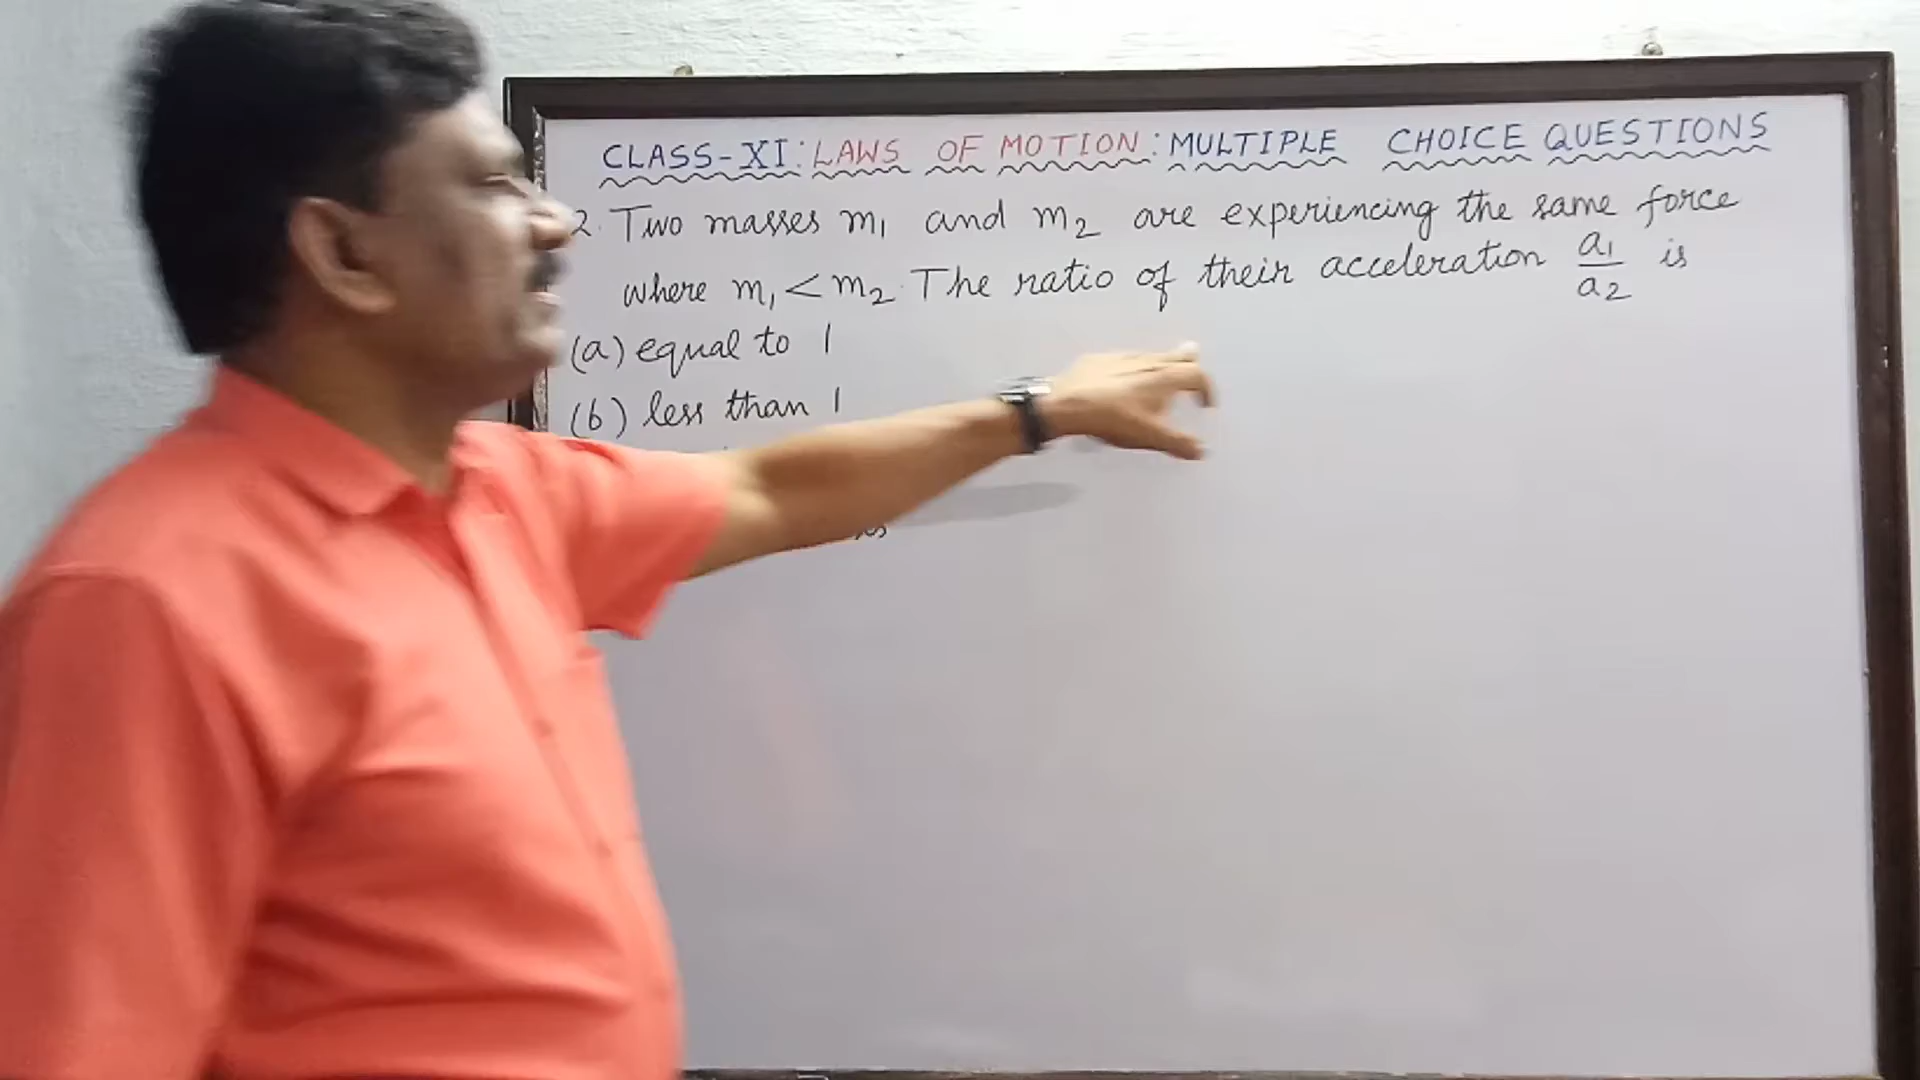 CLASS-XI: LAWS OF MOTION: MULTIPLE CHOICE QUESTIONS
2. Two masses m₁ and m₂ are experiencing the same force
where m₁ < m₂. The ratio of their acceleration a₁/a₂ is
(a) equal to 1
(b) less than 1